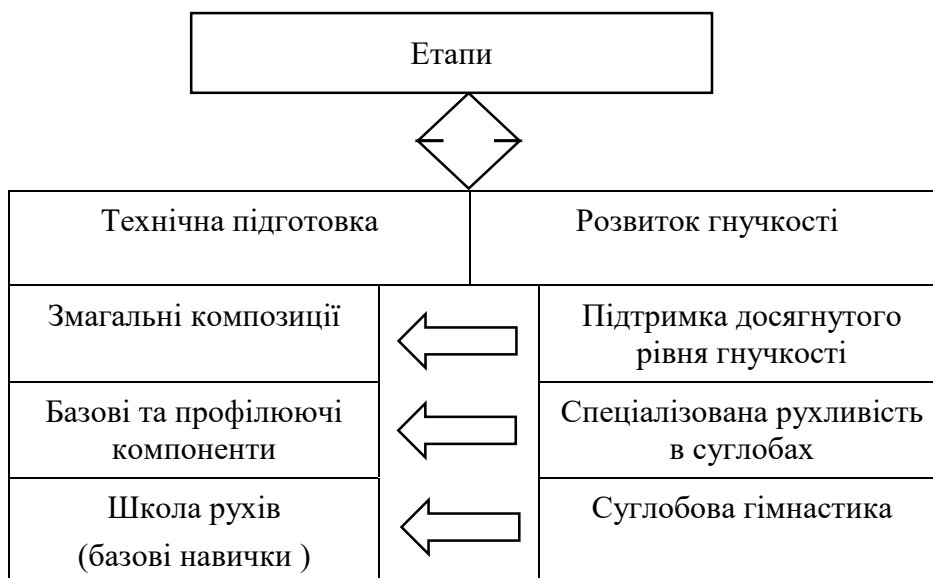 Етапи
Технічна підготовка
Розвиток гнучкості
Змагальні композиції
Підтримка досягнутого
рівня гнучкості
Базові та профілюючі
компоненти
Спеціалізована рухливість
в суглобах
Школа рухів
(базові навички )
Суглобова гімнастика